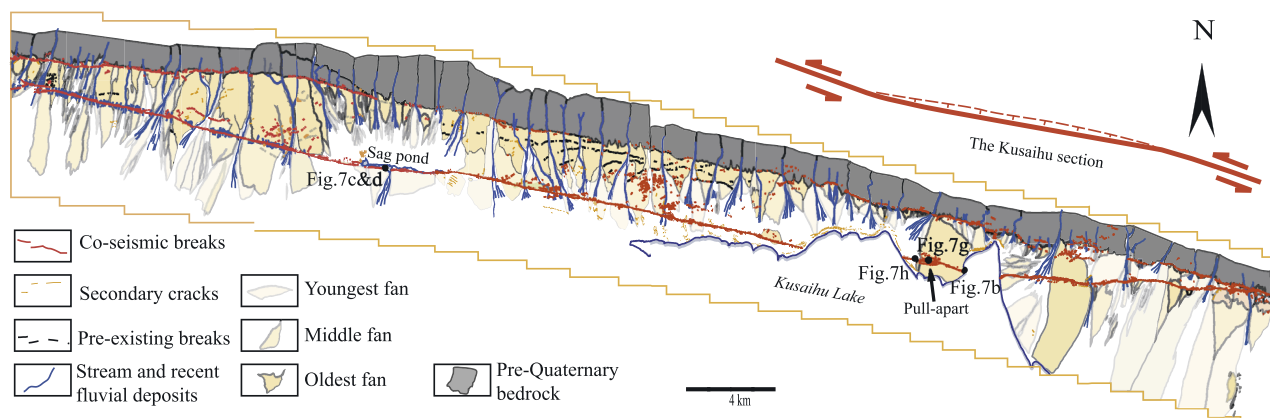 N
The Kusaihu section
Sag pond
Fig.7c&d
Fig.7g
Fig.7h
Fig.7b
Pull-apart
Kusaihu Lake
Co-seismic breaks
Secondary cracks
Pre-existing breaks
Stream and recent
fluvial deposits
Youngest fan
Middle fan
Oldest fan
Pre-Quaternary
bedrock
4 km